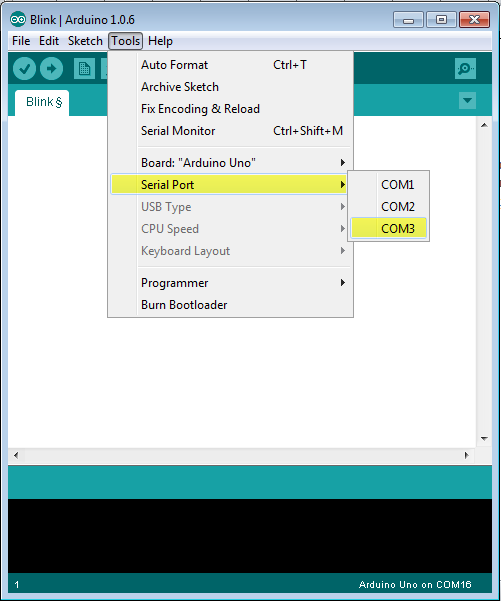 Blink | Arduino 1.0.6
File Edit Sketch Tools Help
Auto Format Ctrl+T
Archive Sketch
Fix Encoding & Reload
Serial Monitor Ctrl+Shift+M
Board: "Arduino Uno"
Serial Port
USB Type
CPU Speed
Keyboard Layout
Programmer
Burn Bootloader
COM1
COM2
COM3
Blink §
1
Arduino Uno on COM16